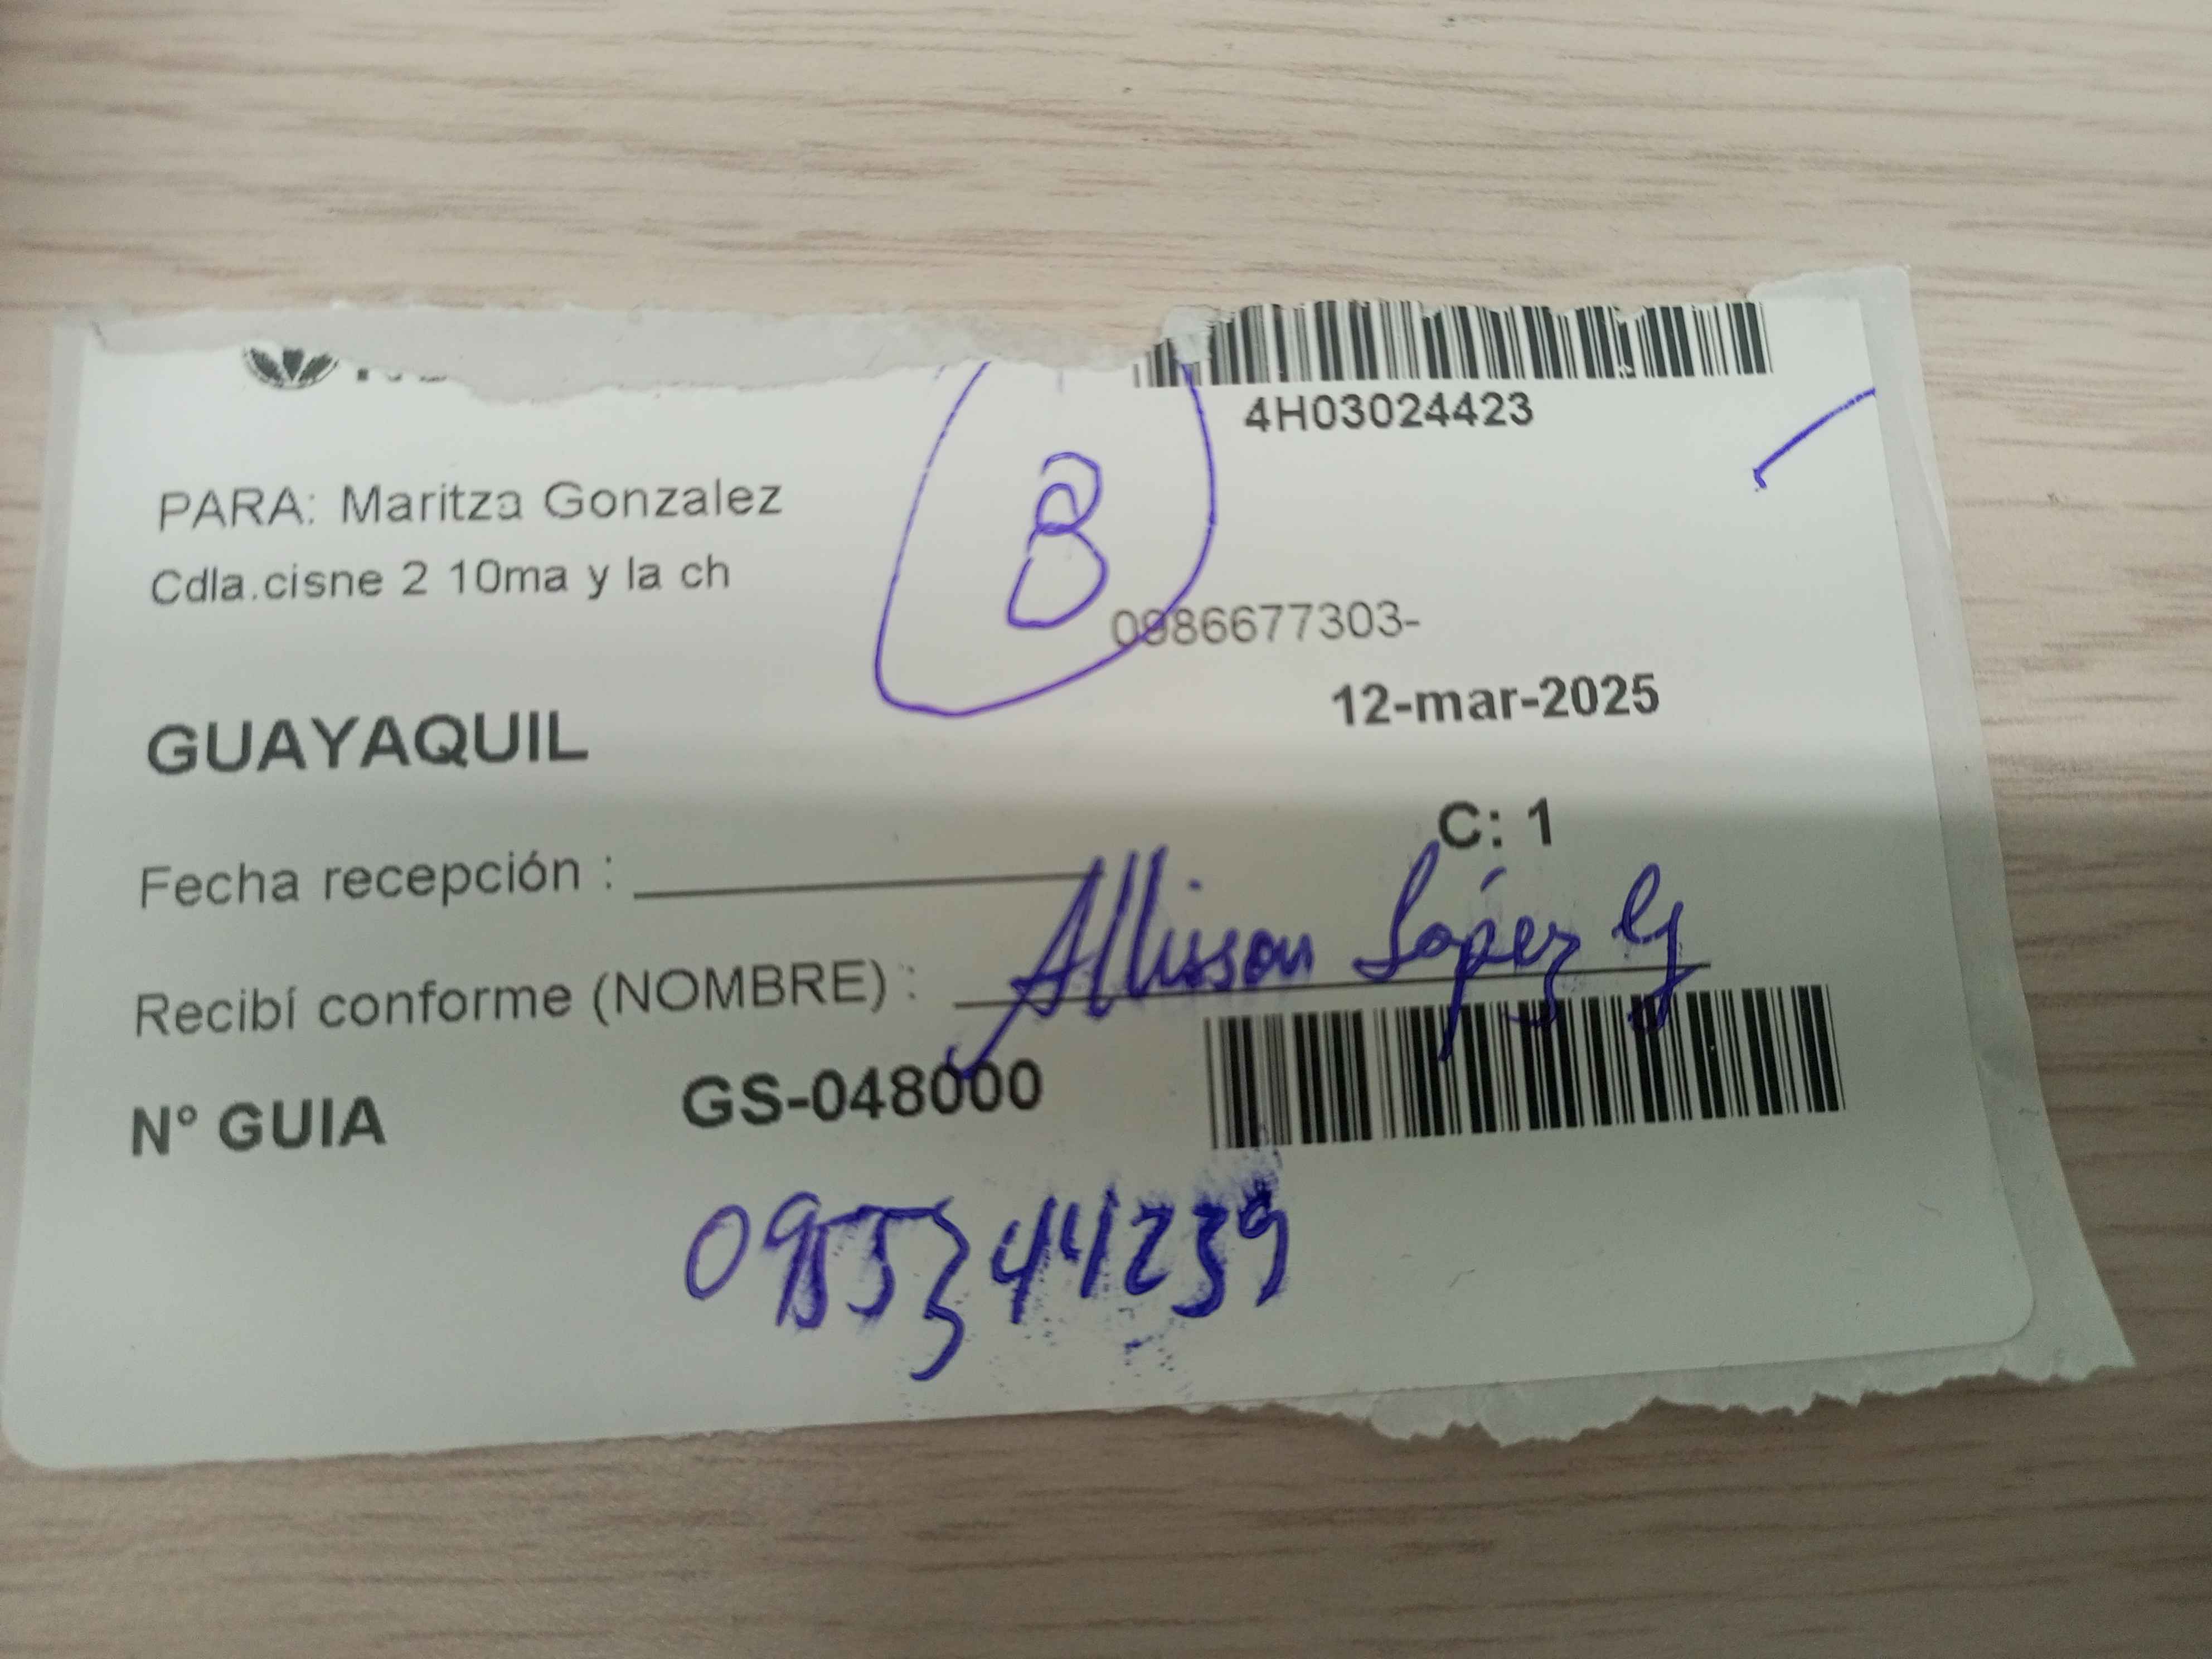 4H03024423
PARA: Maritza Gonzalez
B
Cdla.cisne 2 10ma y la ch
0986677303-
12-mar-2025
GUAYAQUIL
C: 1
Fecha recepción :
Recibí conforme (NOMBRE) : Allisson López G
N° GUIA GS-048000
0955344239